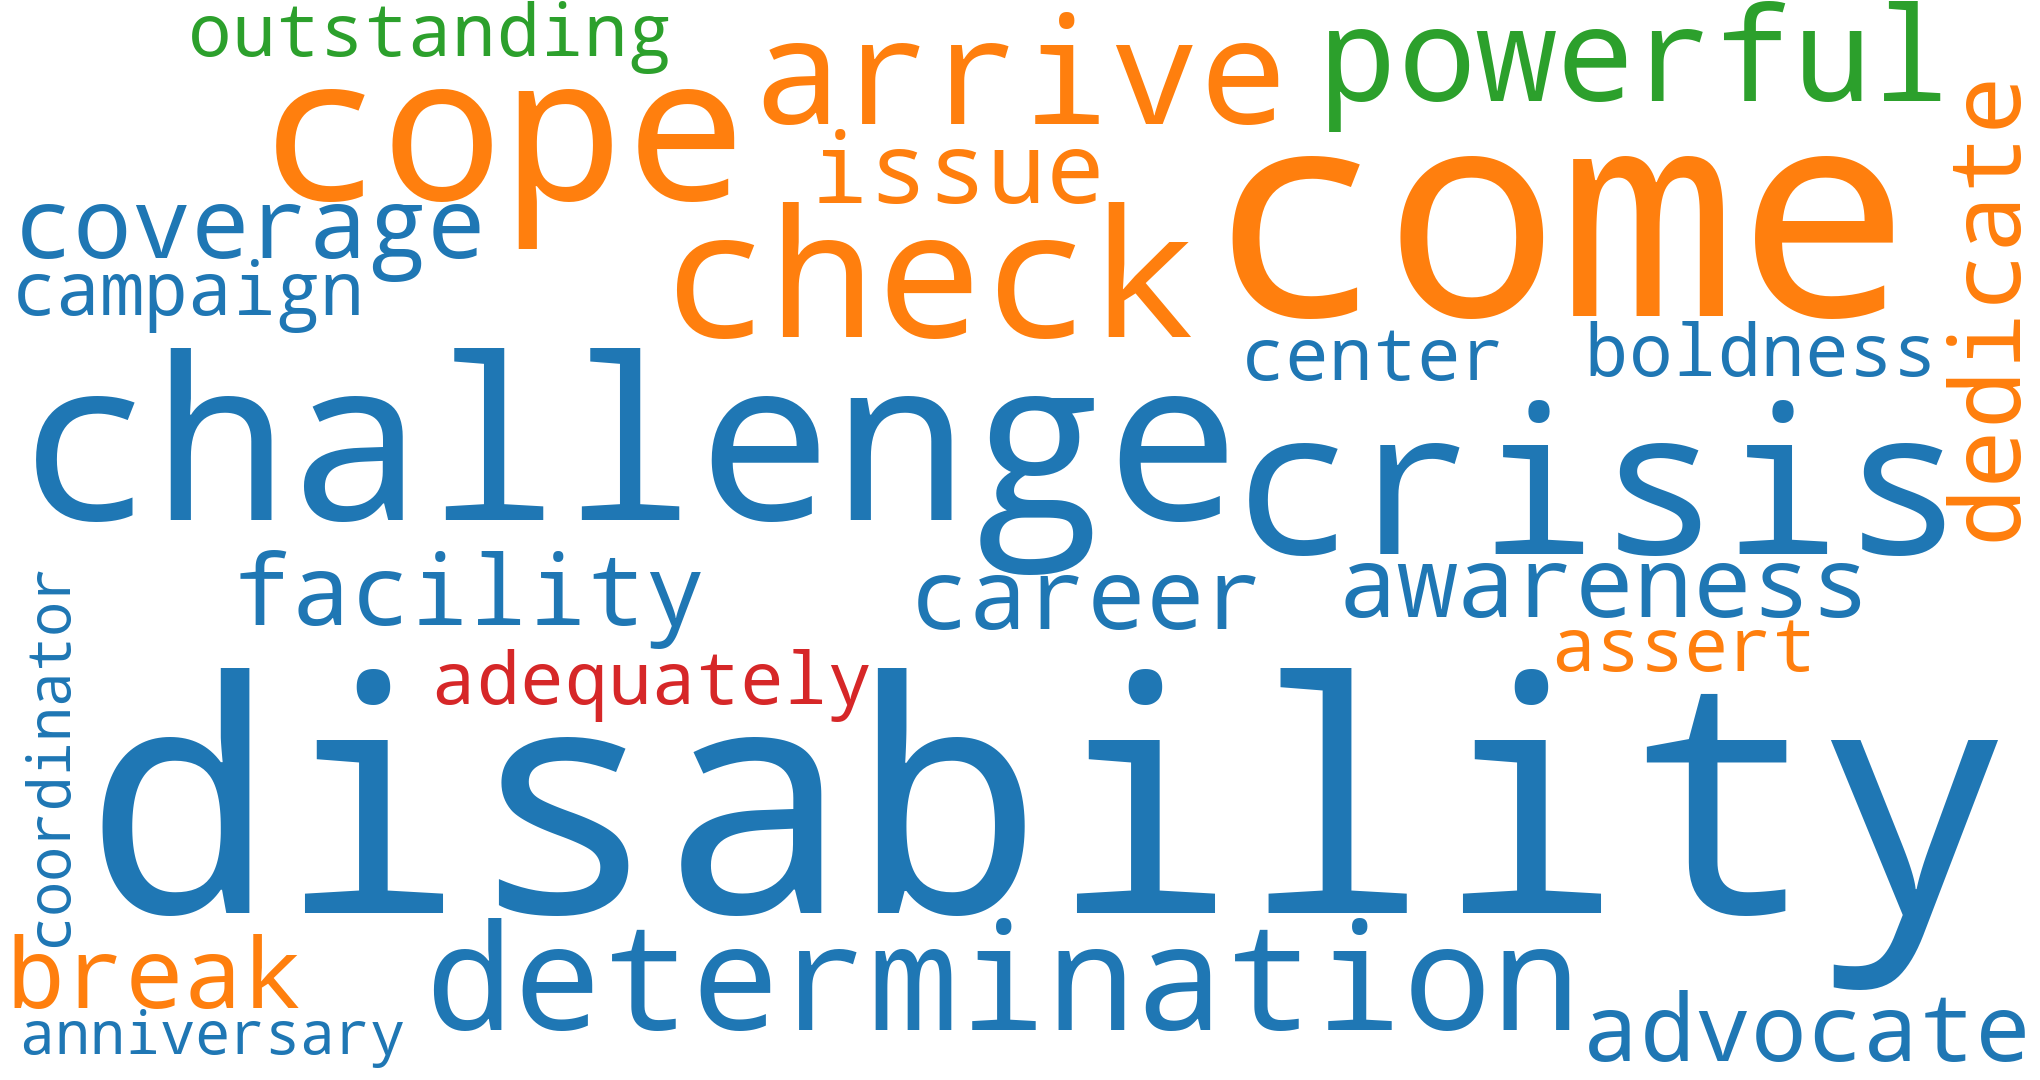 outstanding
arrive
powerful
cope
issue
come
dedicate
coverage
check
campaign
center
boldness
challenge
crisis
facility
career
awareness
coordinator
adequately
assert
disability
break
determination
advocate
anniversary